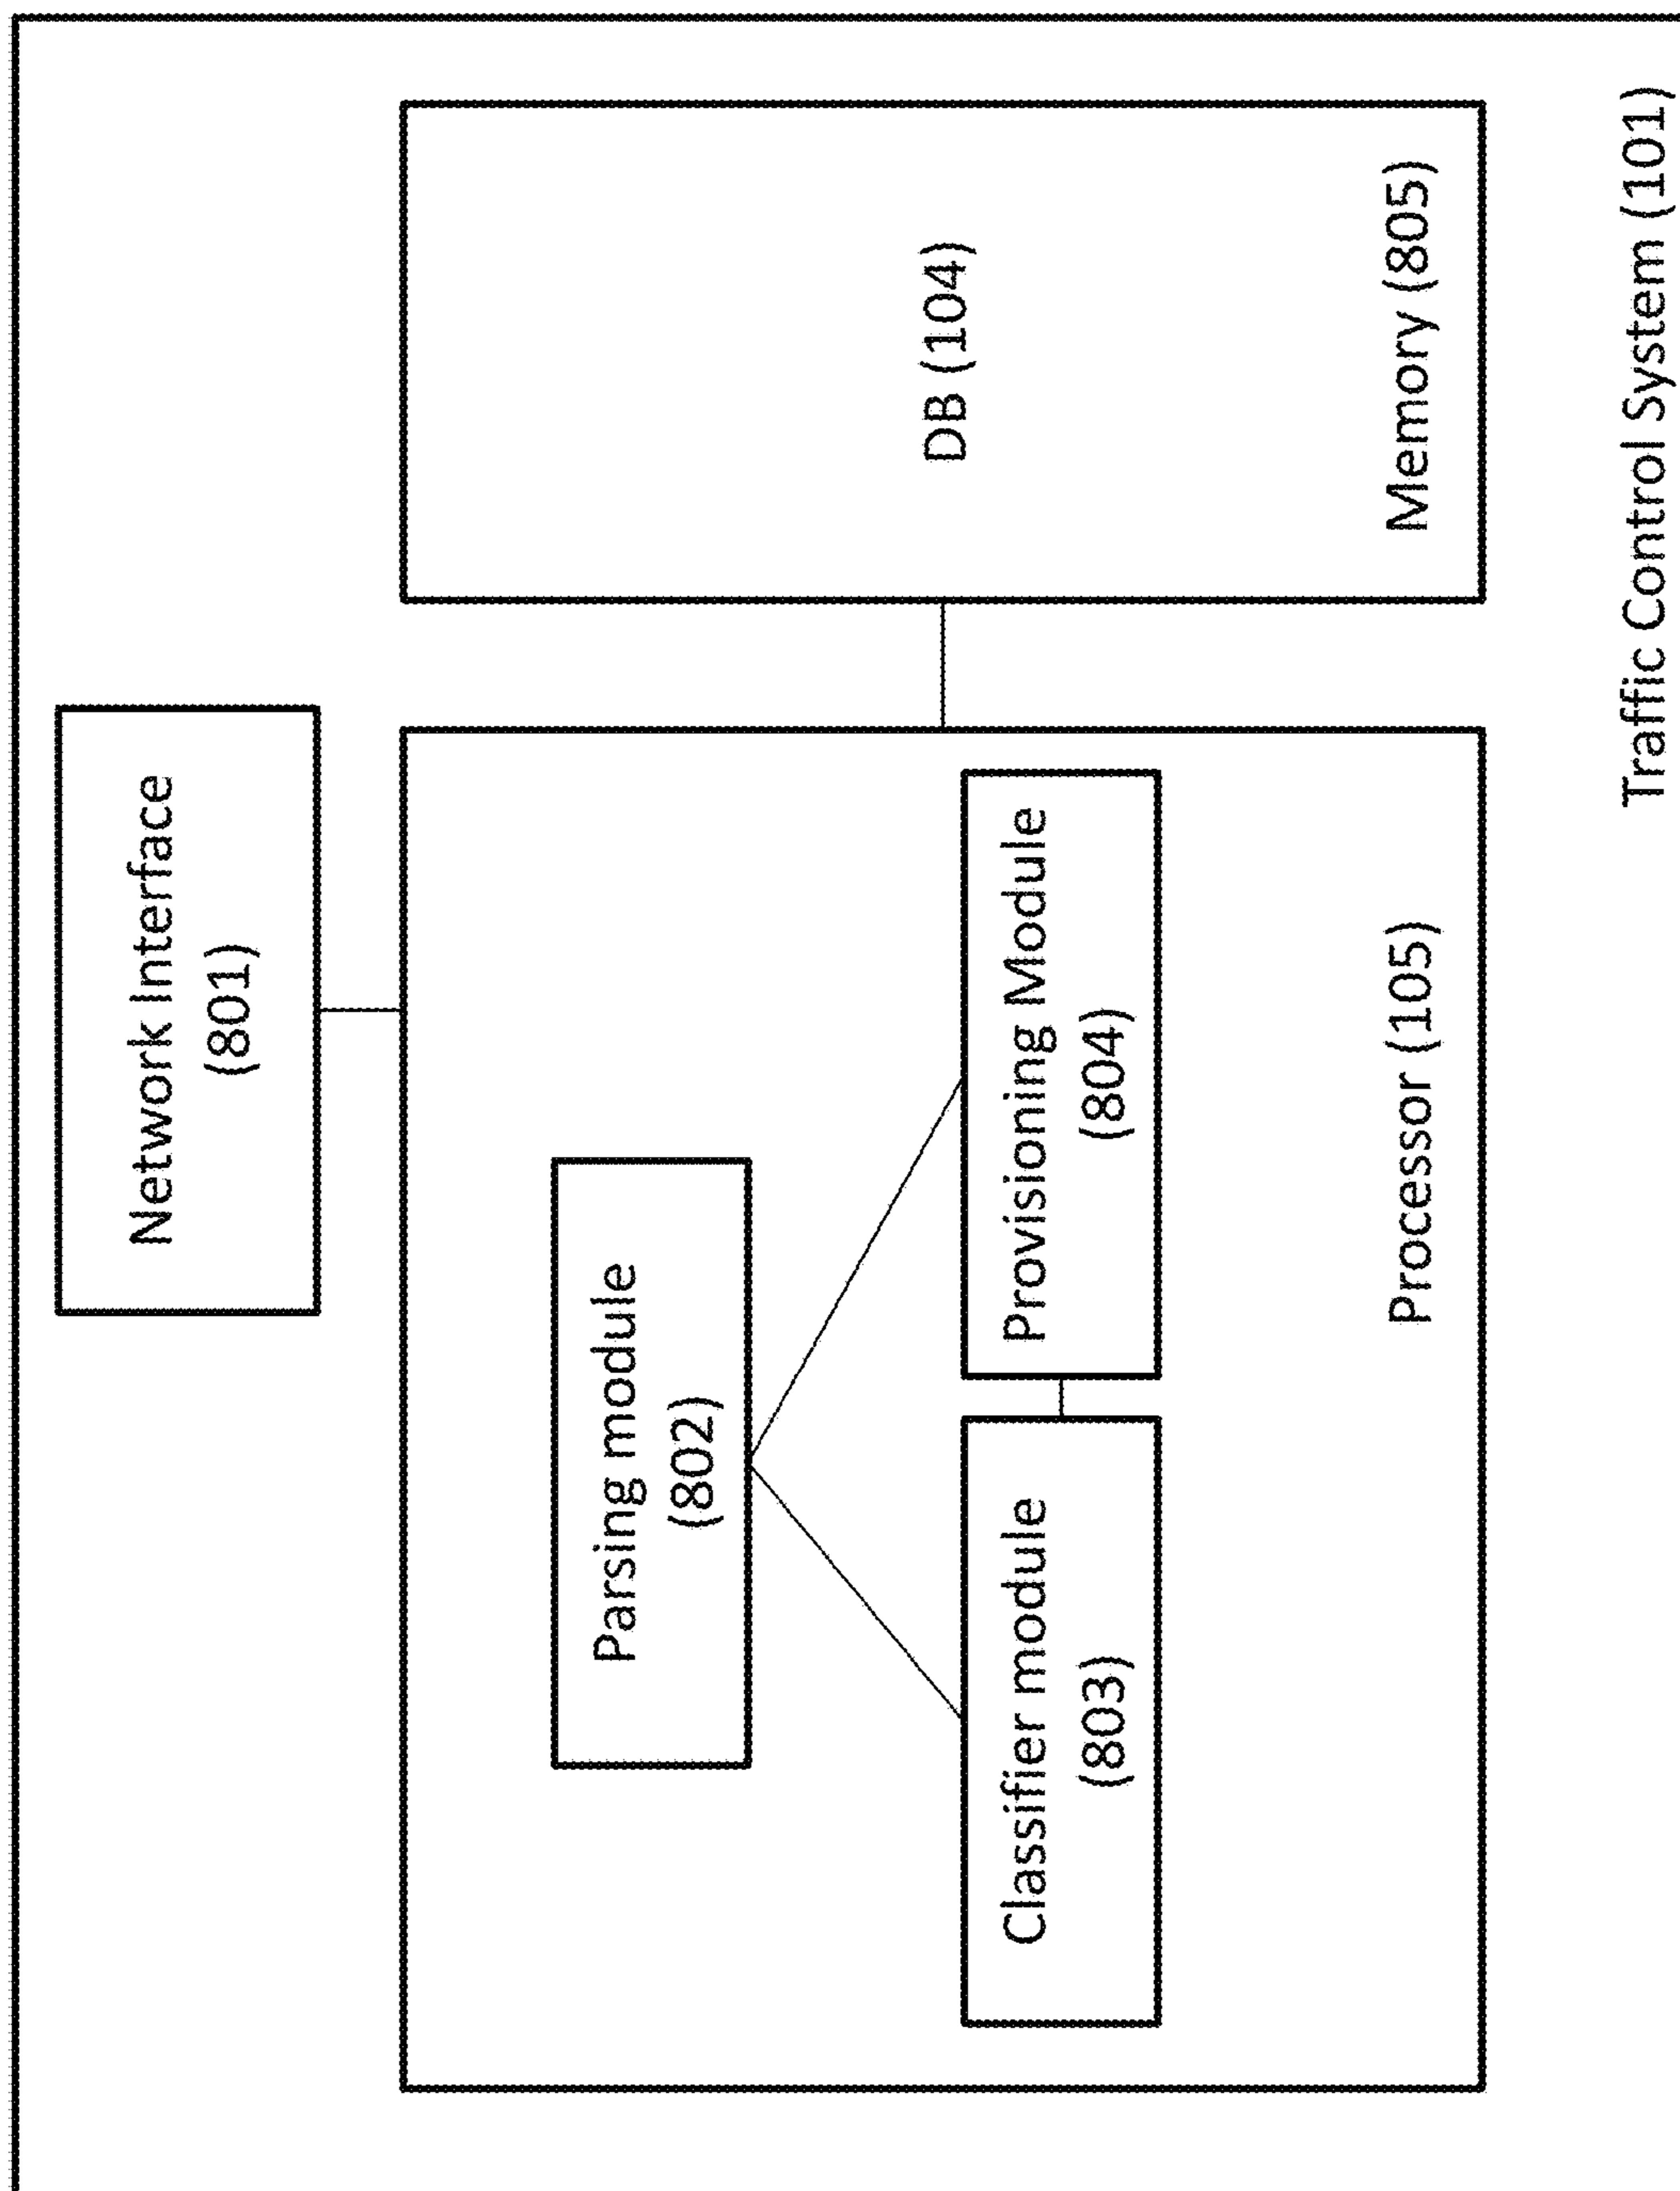 Network Interface
(801)
Parsing module
(802)
Classifier module
(803)
Provisioning Module
(804)
Processor (105)
DB (104)
Memory (805)
Traffic Control System (101)